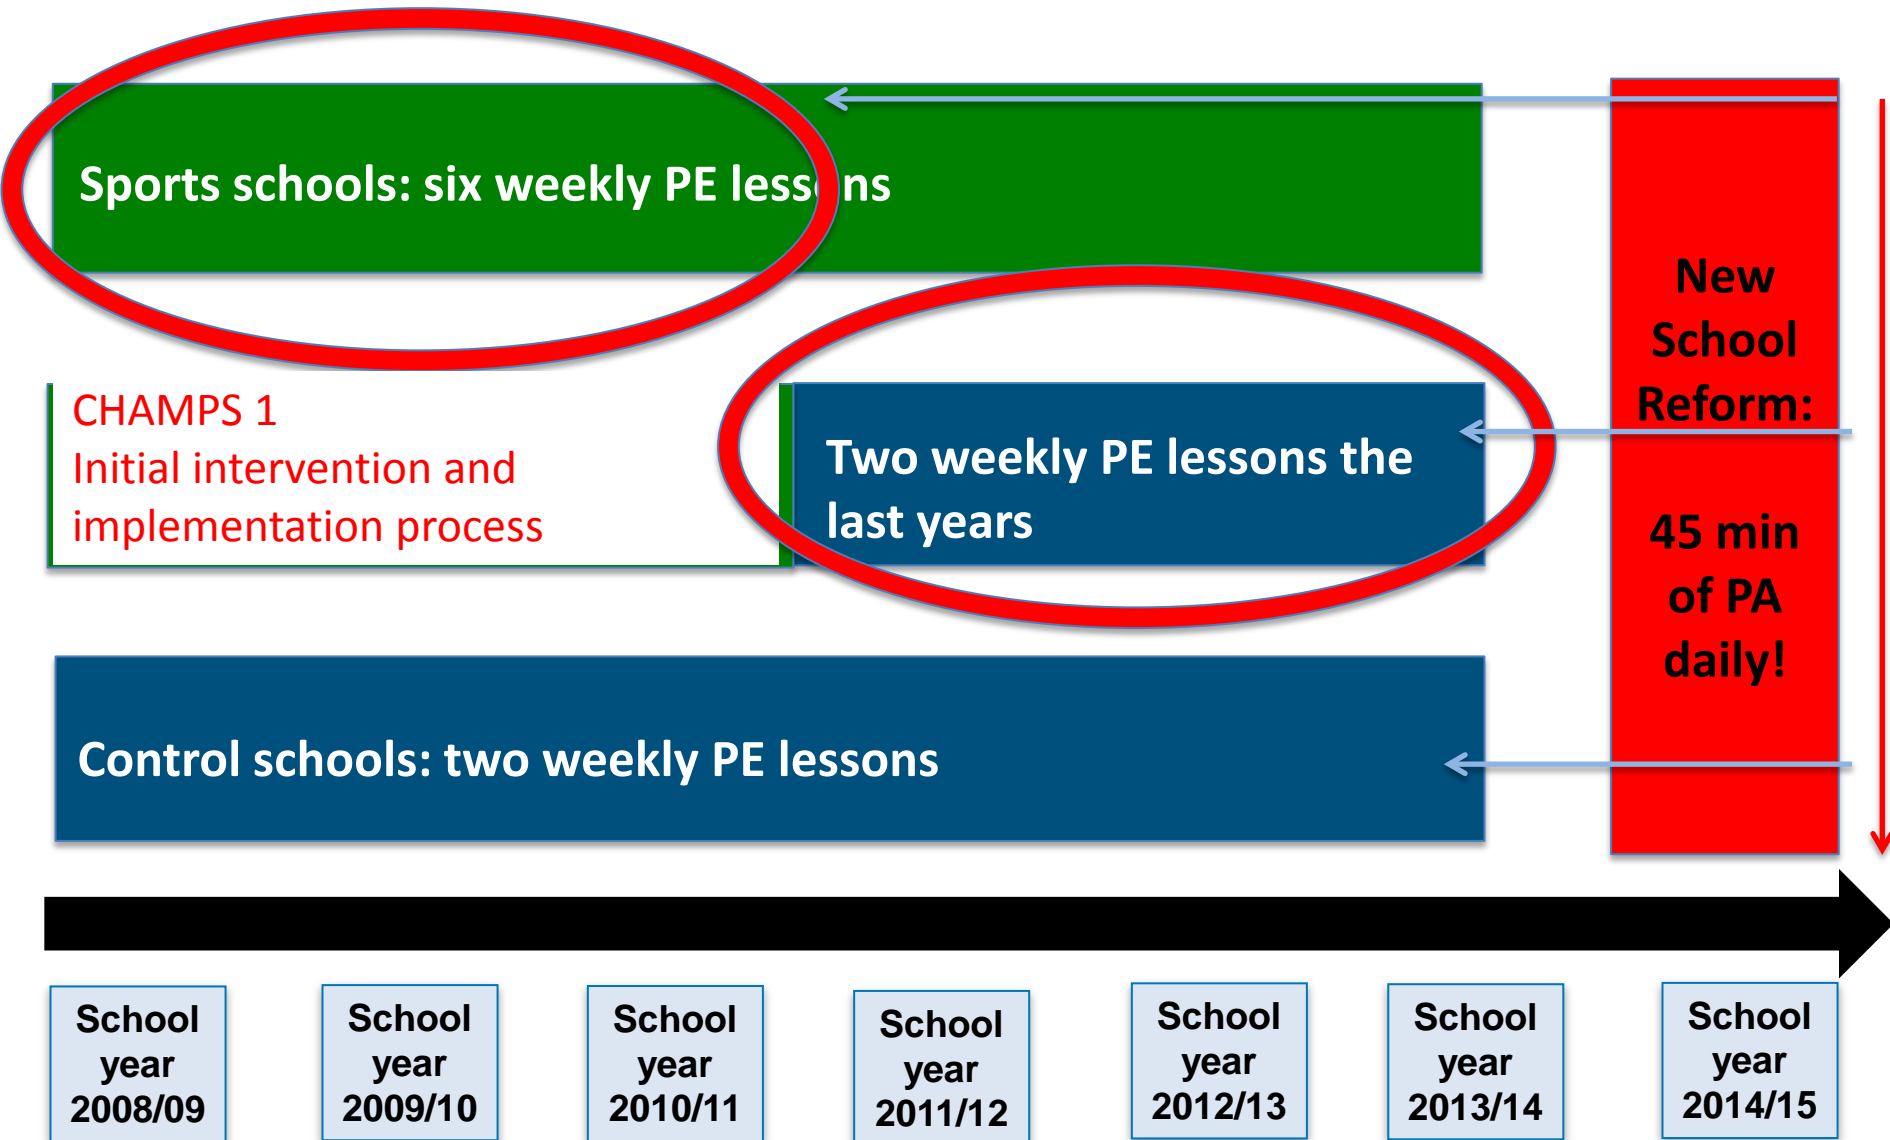 Sports schools: six weekly PE lessons
CHAMPS 1
Initial intervention and
implementation process
Two weekly PE lessons the
last years
Control schools: two weekly PE lessons
New
School
Reform:
45 min
of PA
daily!
School
year
2008/09
School
year
2009/10
School
year
2010/11
School
year
2011/12
School
year
2012/13
School
year
2013/14
School
year
2014/15